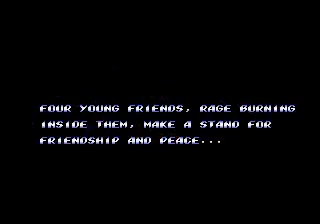 FOUR YOUNG FRIENDS, RAGE BURNING
INSIDE THEM, MAKE A STAND FOR
FRIENDSHIP AND PEACE...